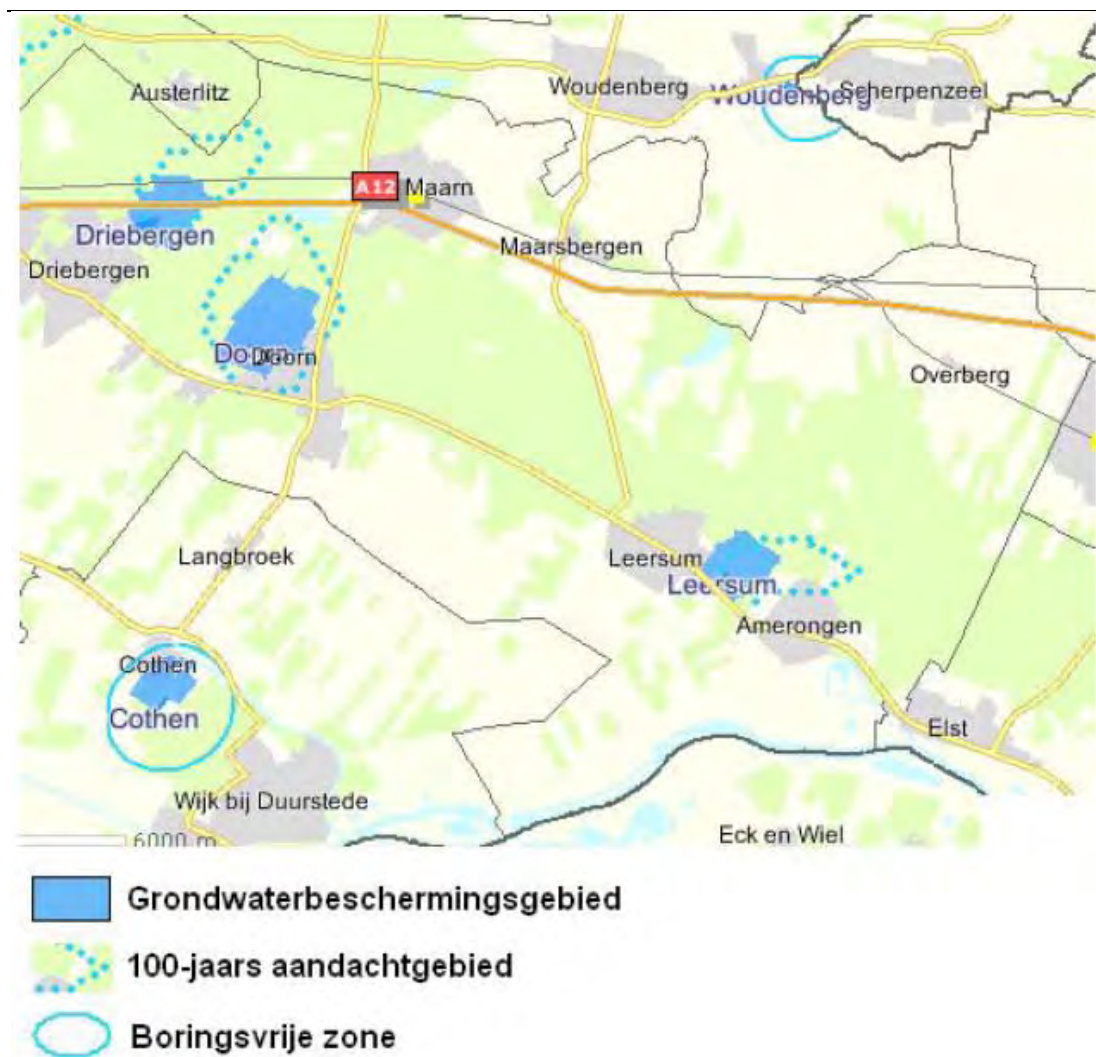 Austerlitz
Woudenberg
Woudenberg
Scherpenzeel
A12
Maarn
Driebergen
Maarsbergen
Driebergen
Doorn
Doorn
Overberg
Langbroek
Leersum
Leersum
Amerongen
Cothen
Cothen
Elst
Wijk bij Duurstede
Eck en Wiel
6000 m
Grondwaterbeschermingsgebied
100-jaars aandachtgebied
Boringsvrije zone